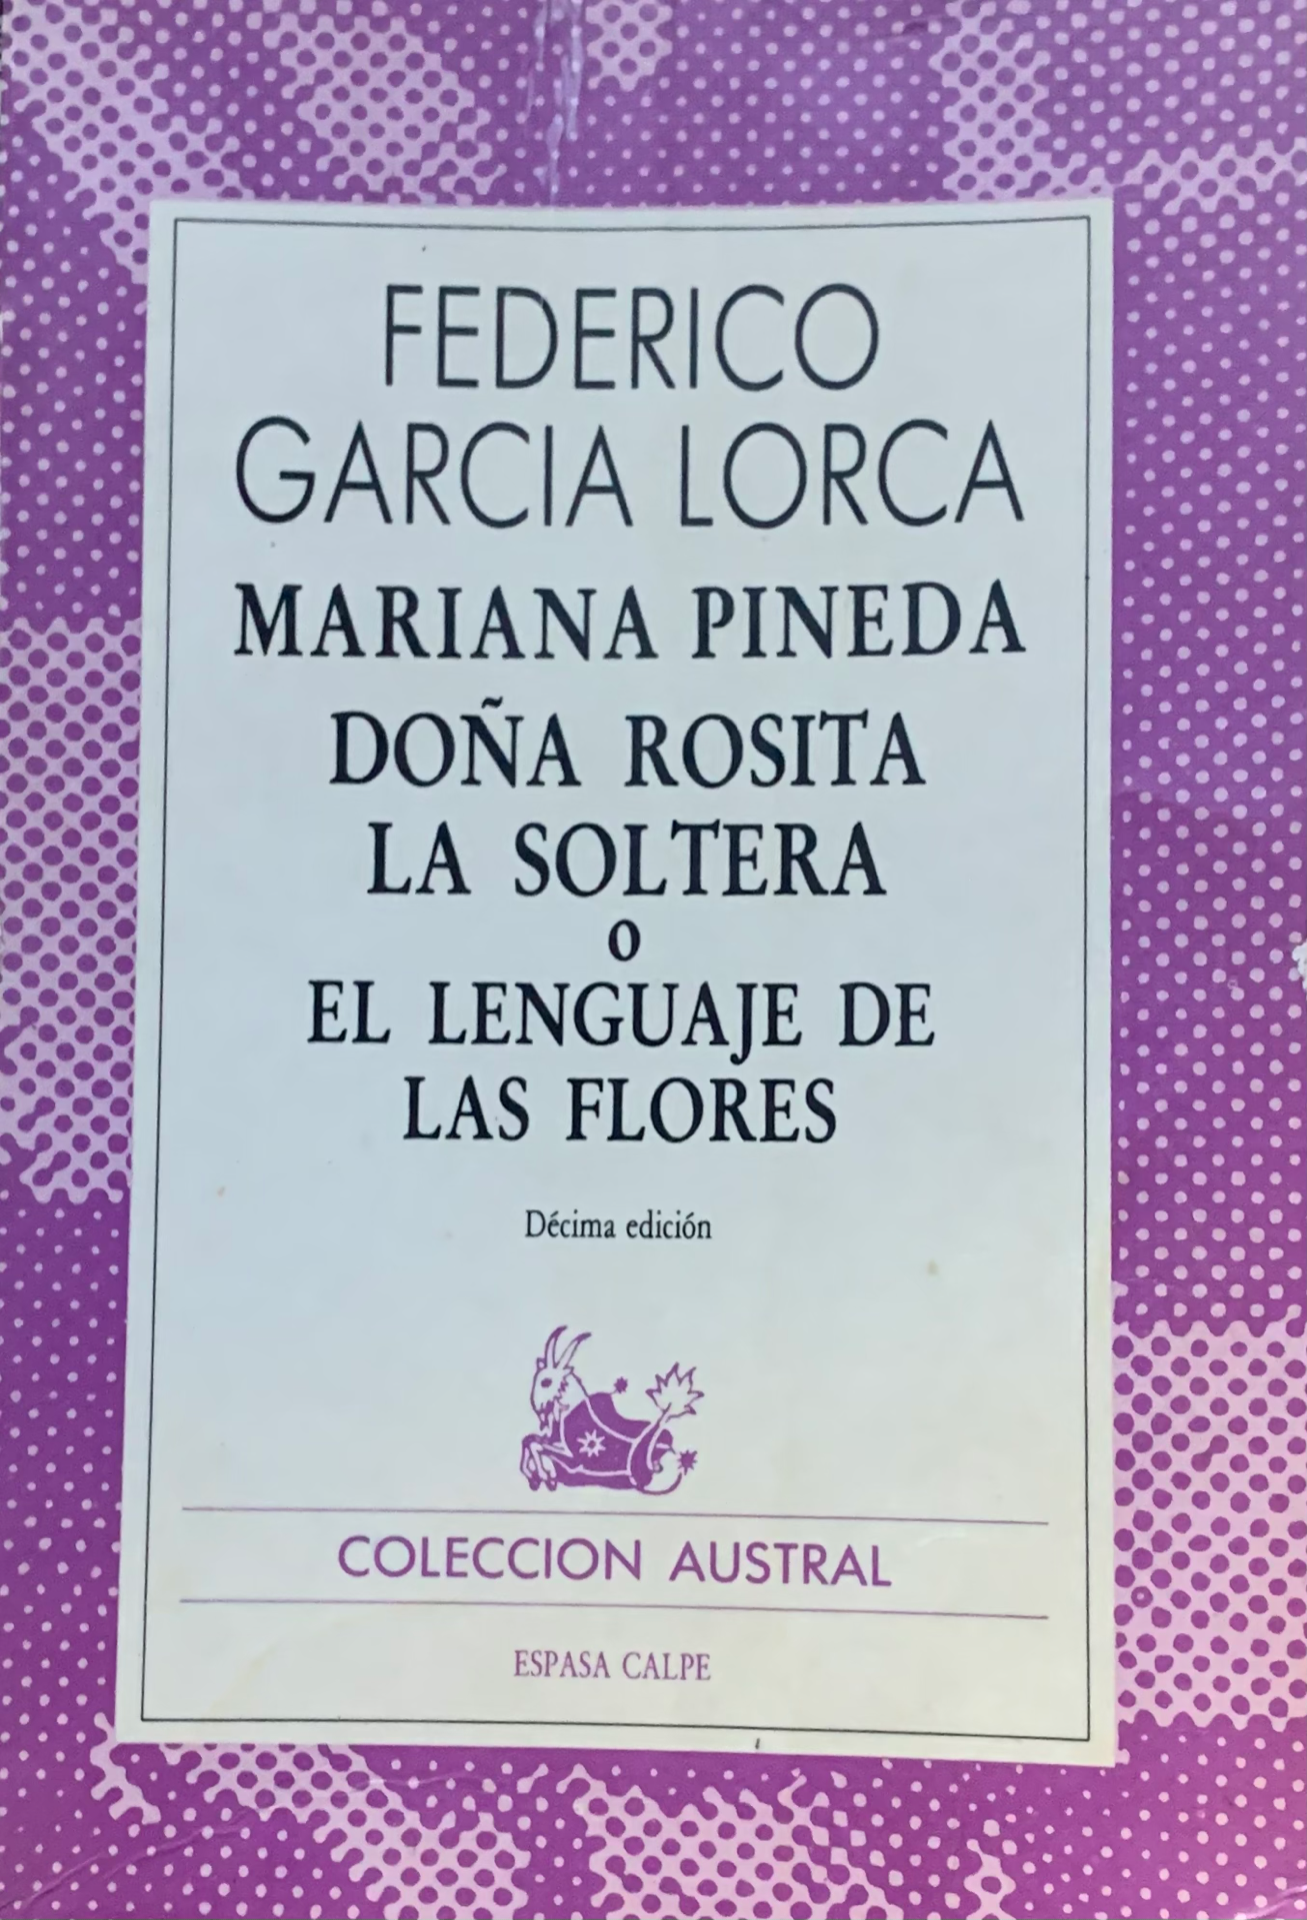 FEDERICO
GARCIA LORCA
MARIANA PINEDA
DOÑA ROSITA
LA SOLTERA
o
EL LENGUAJE DE
LAS FLORES
Décima edición
COLECCION AUSTRAL
ESPASA CALPE